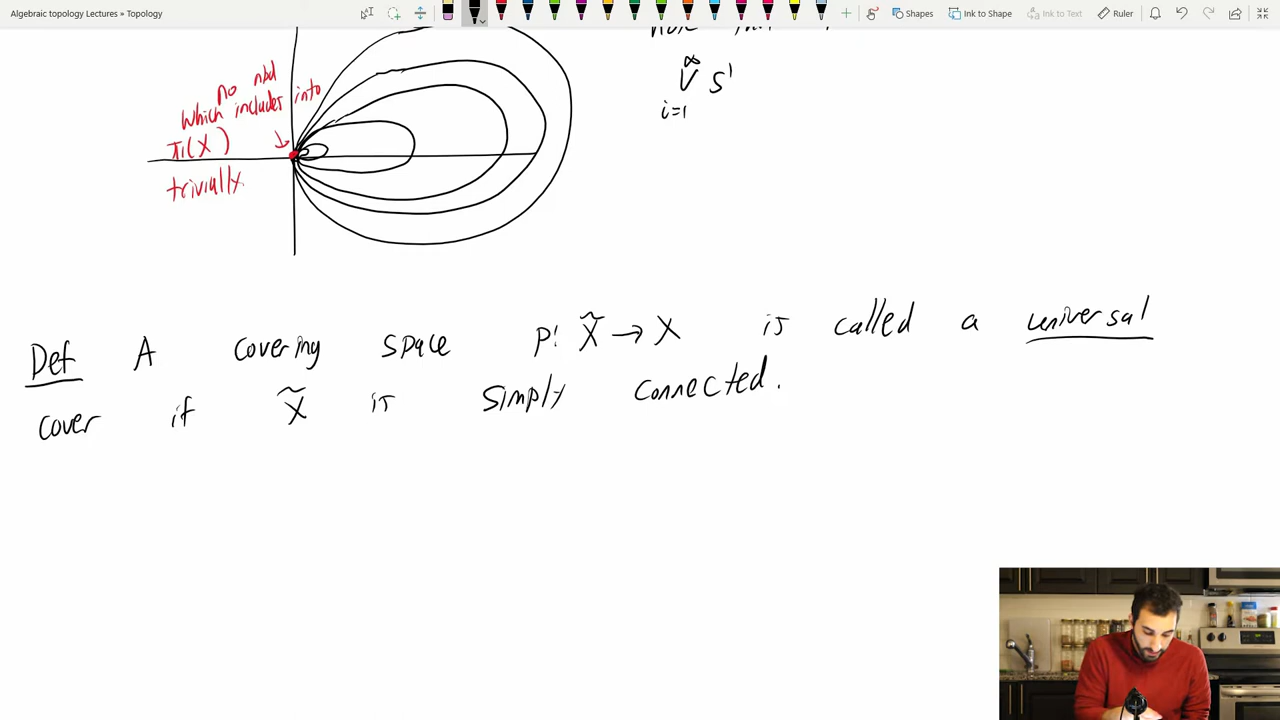 Algebraic topology Lectures » Topology
Shapes
Ink to Shape
Ink to Text
Ruler
no nbd
which includes into
π₁(X)
trivially
∞
V S¹
i=1
Def A covering space p: X̃ → X is called a universal
cover if X̃ is simply connected.